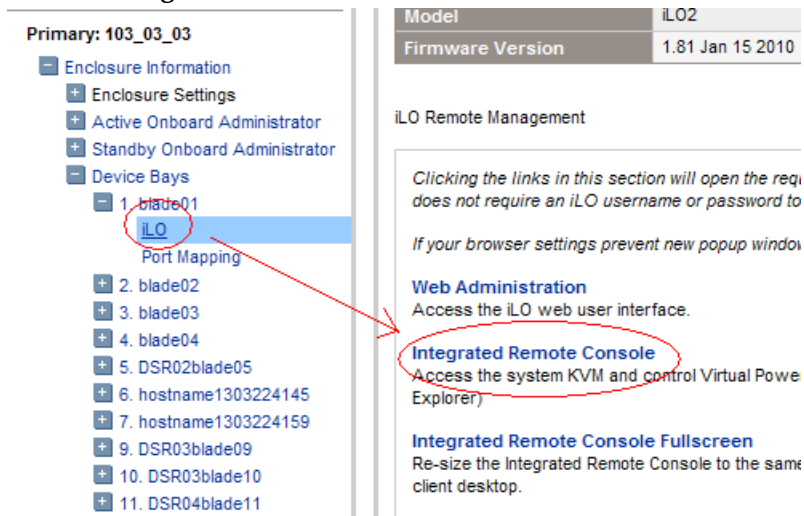 Primary: 103_03_03
Enclosure Information
Enclosure Settings
Active Onboard Administrator
Standby Onboard Administrator
Device Bays
1. blade01
iLO
Port Mapping
2. blade02
3. blade03
4. blade04
5. DSR02blade05
6. hostname1303224145
7. hostname1303224159
9. DSR03blade09
10. DSR03blade10
11. DSR04blade11
Model iLO2
Firmware Version 1.81 Jan 15 2010
iLO Remote Management
Clicking the links in this section will open the requ
does not require an iLO username or password to
If your browser settings prevent new popup window
Web Administration
Access the iLO web user interface.
Integrated Remote Console
Access the system KVM and control Virtual Power
Explorer)
Integrated Remote Console Fullscreen
Re-size the Integrated Remote Console to the same
client desktop.